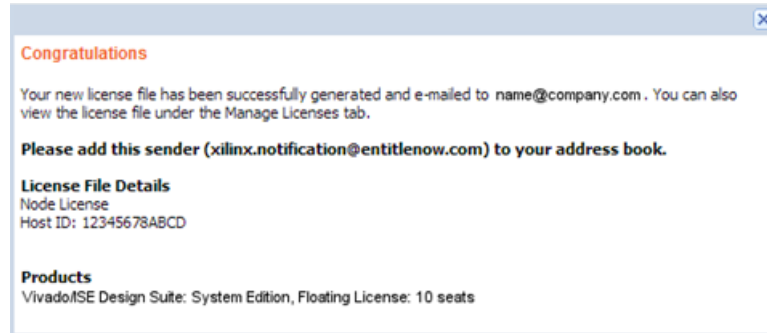 Congratulations
Your new license file has been successfully generated and e-mailed to name@company.com . You can also
view the license file under the Manage Licenses tab.
Please add this sender (xilinx.notification@entitlenow.com) to your address book.
License File Details
Node License
Host ID: 12345678ABCD
Products
Vivado/ISE Design Suite: System Edition, Floating License: 10 seats